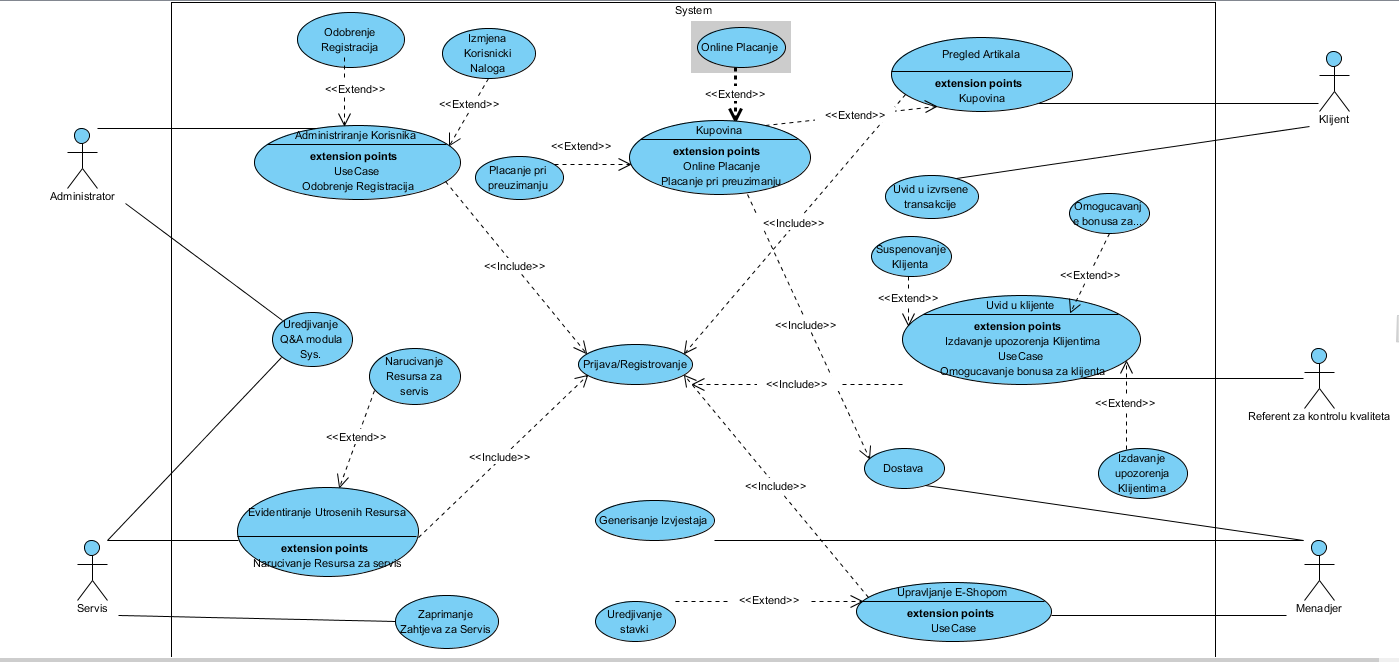 System
Odobrenje
Registracija
Izmjena
Korisnicki
Naloga
Online Placanje
Pregled Artikala
extension points
Kupovina
<<Extend>>
<<Extend>>
<<Extend>>
<<Extend>>
Klijent
Administriranje Korisnika
extension points
UseCase
Odobrenje Registracija
<<Extend>>
Placanje pri
preuzimanju
Kupovina
extension points
Online Placanje
Placanje pri preuzimanju
Administrator
Uvid u izvrsene
transakcije
Omogucavanj
e bonusa za...
<<Include>>
<<Include>>
Suspenovanje
Klijenta
<<Extend>>
<<Extend>>
Uvid u klijente
extension points
Izdavanje upozorenja Klijentima
UseCase
Omogucavanje bonusa za klijenta
<<Include>>
Uredjivanje
Q&A modula
Sys.
Narucivanje
Resursa za
servis
Prijava/Registrovanje
<<Include>>
<<Extend>>
Referent za kontrolu kvaliteta
<<Extend>>
<<Include>>
Izdavanje
upozorenja
Klijentima
Dostava
<<Include>>
Evidentiranje Utrosenih Resursa
extension points
Narucivanje Resursa za servis
Generisanje Izvjestaja
Servis
Menadjer
Zaprimanje
Zahtjeva za Servis
Uredjivanje
stavki
<<Extend>>
Upravljanje E-Shopom
extension points
UseCase